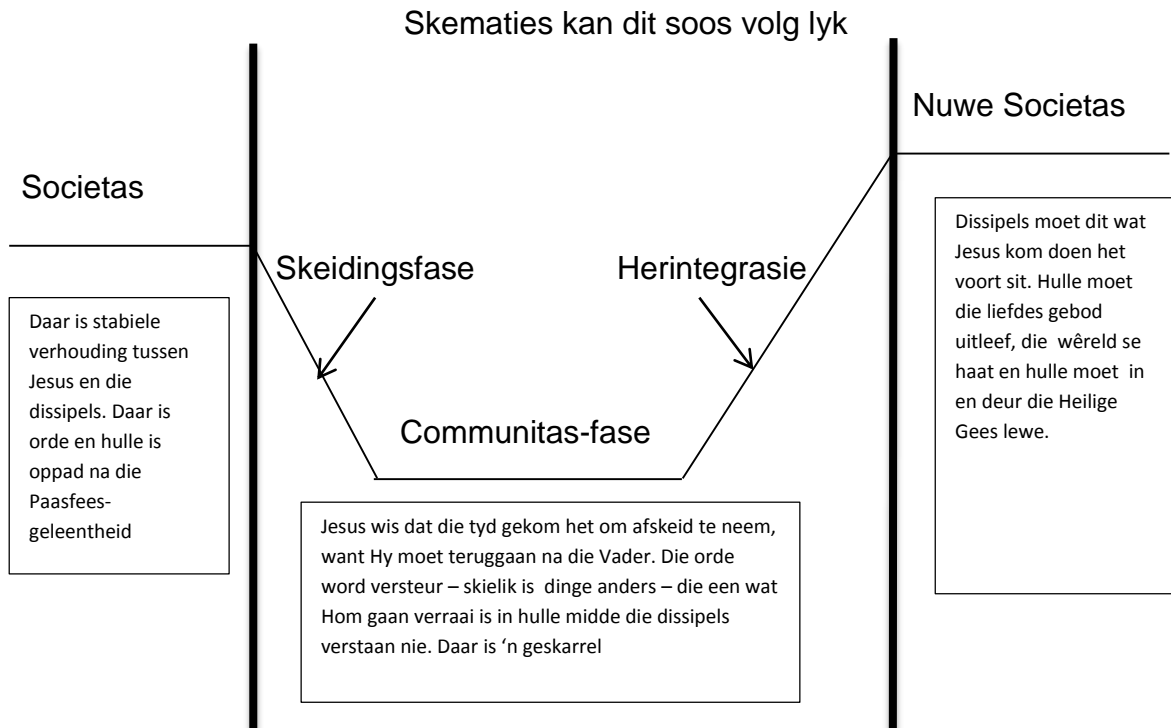 Skematies kan dit soos volg lyk
Societas
Daar is stabiele
verhouding tussen
Jesus en die
dissipels. Daar is
orde en hulle is
oppad na die
Paasfees-
geleentheid
Skeidingsfase
Herintegrasie
Communitas-fase
Jesus wis dat die tyd gekom het om afskeid te neem,
want Hy moet teruggaan na die Vader. Die orde
word versteur – skielik is dinge anders – die een wat
Hom gaan verraai is in hulle midde die dissipels
verstaan nie. Daar is ‘n geskarrel
Nuwe Societas
Dissipels moet dit wat
Jesus kom doen het
voort sit. Hulle moet
die liefdes gebod
uitleef, die wêreld se
haat en hulle moet in
en deur die Heilige
Gees lewe.